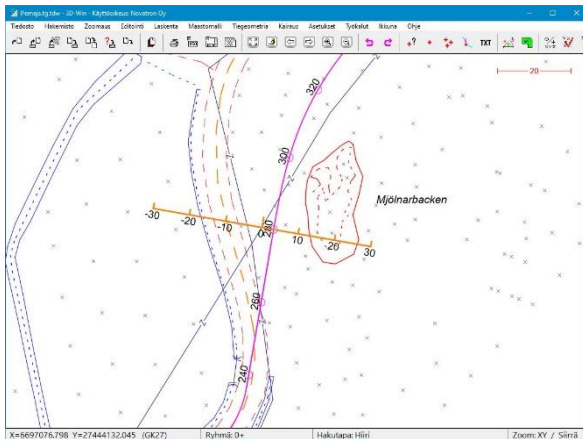 Pernaja.tg.tdw - 3D-Win - Käyttöoikeus: Novatron Oy
Tiedosto Hakemisto Zoomaus Editointi Laskenta Maastomalli Tiegeometria Kairaus Asetukset Työkalut Ikkuna Ohje
TXT
20
320
300
Mjölnarbacken
-30 -20 -10 0 10 -20 30
280
260
240
X=6697076,798 Y=27444132,045 (GK27) Ryhmä: 0+ Hakutapa: Hiiri Zoom: XY / Siirrä